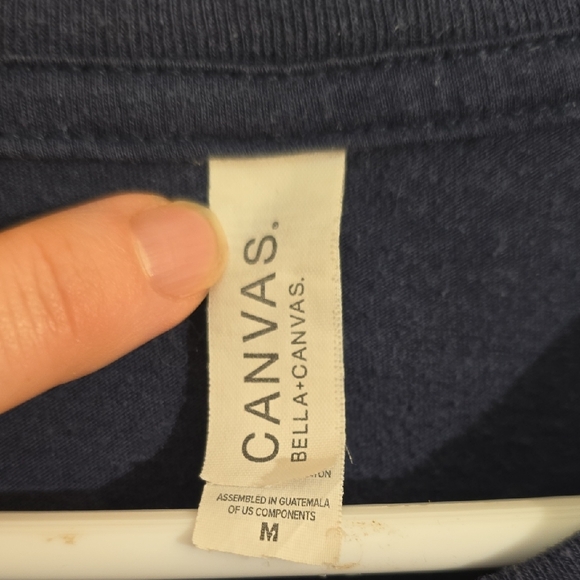 CANVAS.
BELLA+CANVAS.
ASSEMBLED IN GUATEMALA
OF US COMPONENTS
M